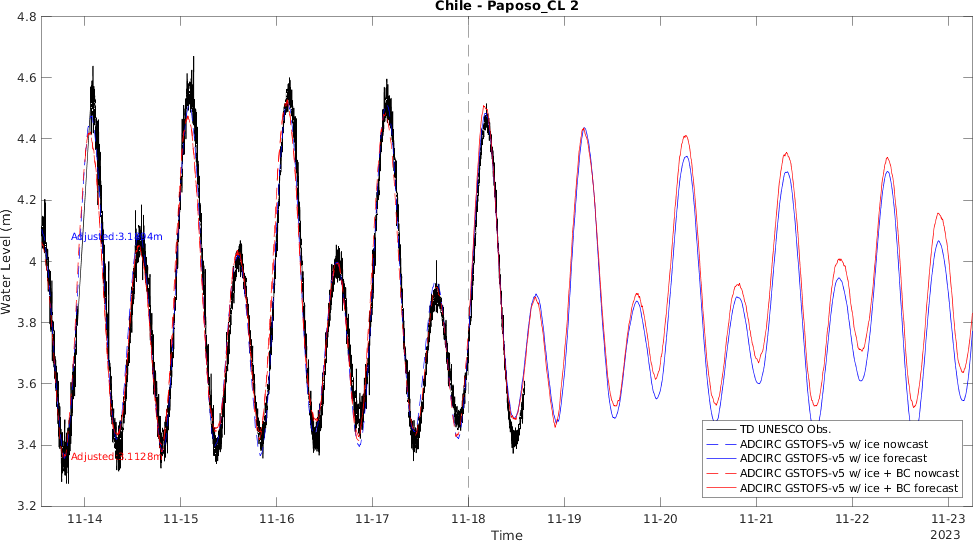 Chile - Paposo_CL 2
4.8
4.6
4.4
4.2
4
3.8
3.6
3.4
3.2
Water Level (m)
11-14
11-15
11-16
11-17
11-18
11-19
11-20
11-21
11-22
11-23
2023
Time
TD UNESCO Obs.
ADCIRC GSTOFS-v5 w/ ice nowcast
ADCIRC GSTOFS-v5 w/ ice forecast
ADCIRC GSTOFS-v5 w/ ice + BC nowcast
ADCIRC GSTOFS-v5 w/ ice + BC forecast